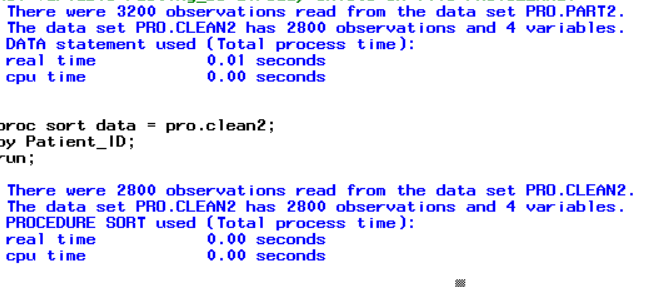 There were 3200 observations read from the data set PRO.PART2.
The data set PRO.CLEAN2 has 2800 observations and 4 variables.
DATA statement used (Total process time):
real time 0.01 seconds
cpu time 0.00 seconds
proc sort data = pro.clean2;
by Patient_ID;
run;
There were 2800 observations read from the data set PRO.CLEAN2.
The data set PRO.CLEAN2 has 2800 observations and 4 variables.
PROCEDURE SORT used (Total process time):
real time 0.00 seconds
cpu time 0.00 seconds